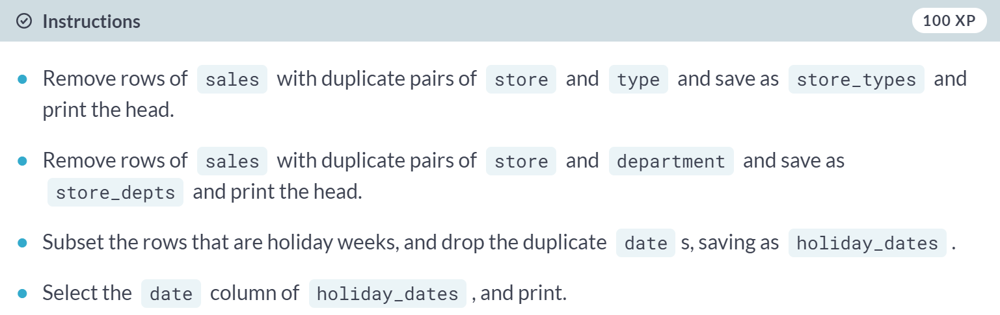 Instructions 100 XP
Remove rows of sales with duplicate pairs of store and type and save as store_types and
print the head.
Remove rows of sales with duplicate pairs of store and department and save as
store_depts and print the head.
Subset the rows that are holiday weeks, and drop the duplicate date s, saving as holiday_dates .
Select the date column of holiday_dates , and print.